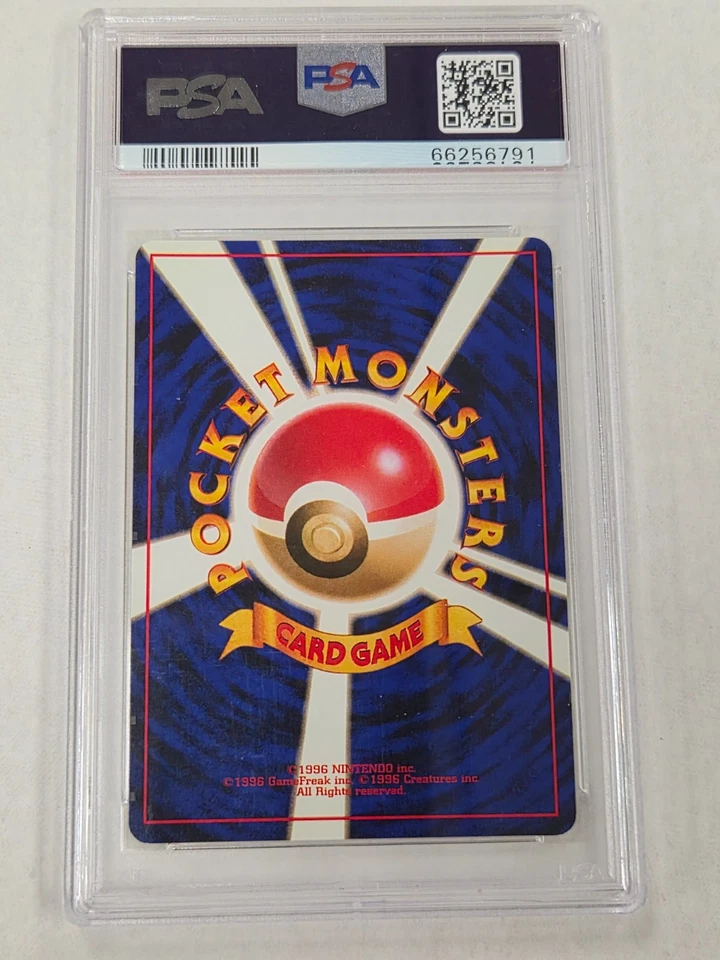 PSA PSA
66256791
POCKET MONSTERS
CARD GAME
©1996 NINTENDO inc.
©1996 GameFreak inc. ©1996 Creatures inc.
All Rights reserved.